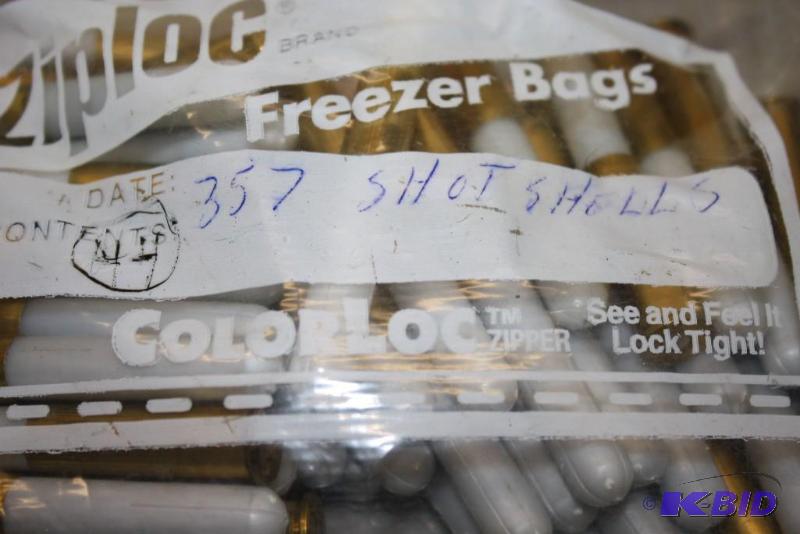 Ziploc®
BRAND
Freezer Bags
DATE:
357 SHOT SHELLS
CONTENTS
COLORLOC™
ZIPPER
See and Feel It
Lock Tight!
© K-BID